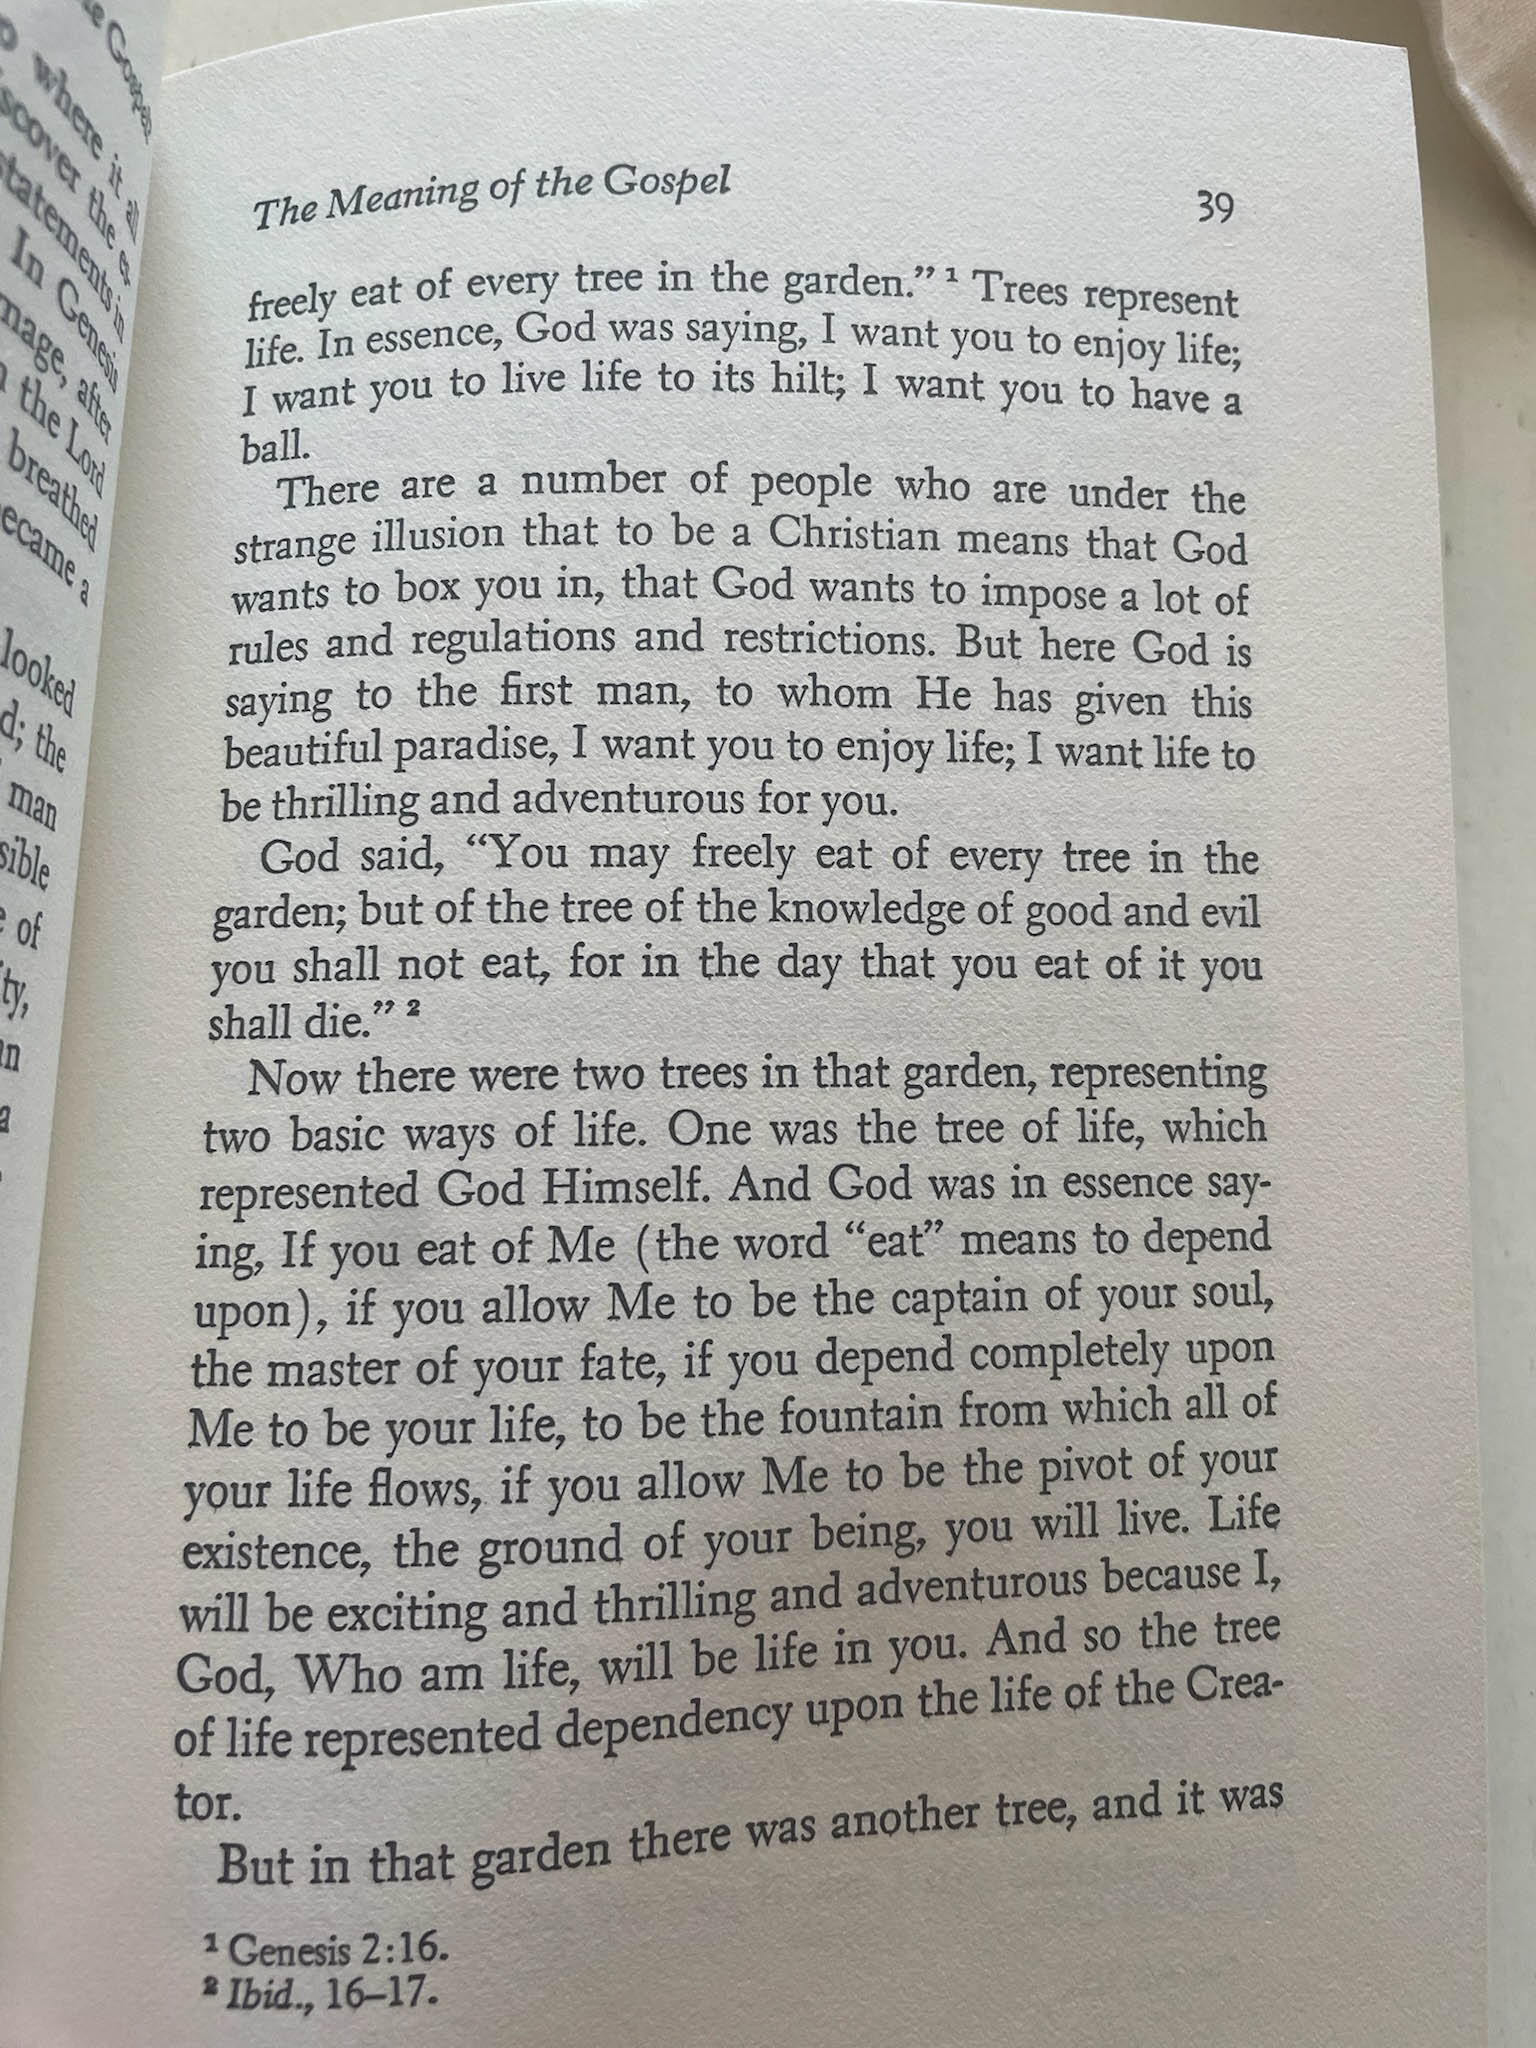 The Meaning of the Gospel 39
freely eat of every tree in the garden.” ¹ Trees represent
life. In essence, God was saying, I want you to enjoy life;
I want you to live life to its hilt; I want you to have a
ball.
There are a number of people who are under the
strange illusion that to be a Christian means that God
wants to box you in, that God wants to impose a lot of
rules and regulations and restrictions. But here God is
saying to the first man, to whom He has given this
beautiful paradise, I want you to enjoy life; I want life to
be thrilling and adventurous for you.
God said, “You may freely eat of every tree in the
garden; but of the tree of the knowledge of good and evil
you shall not eat, for in the day that you eat of it you
shall die.” ²
Now there were two trees in that garden, representing
two basic ways of life. One was the tree of life, which
represented God Himself. And God was in essence say-
ing, If you eat of Me (the word “eat” means to depend
upon), if you allow Me to be the captain of your soul,
the master of your fate, if you depend completely upon
Me to be your life, to be the fountain from which all of
your life flows, if you allow Me to be the pivot of your
existence, the ground of your being, you will live. Life
will be exciting and thrilling and adventurous because I,
God, Who am life, will be life in you. And so the tree
of life represented dependency upon the life of the Crea-
tor.
But in that garden there was another tree, and it was
¹ Genesis 2:16.
² Ibid., 16–17.